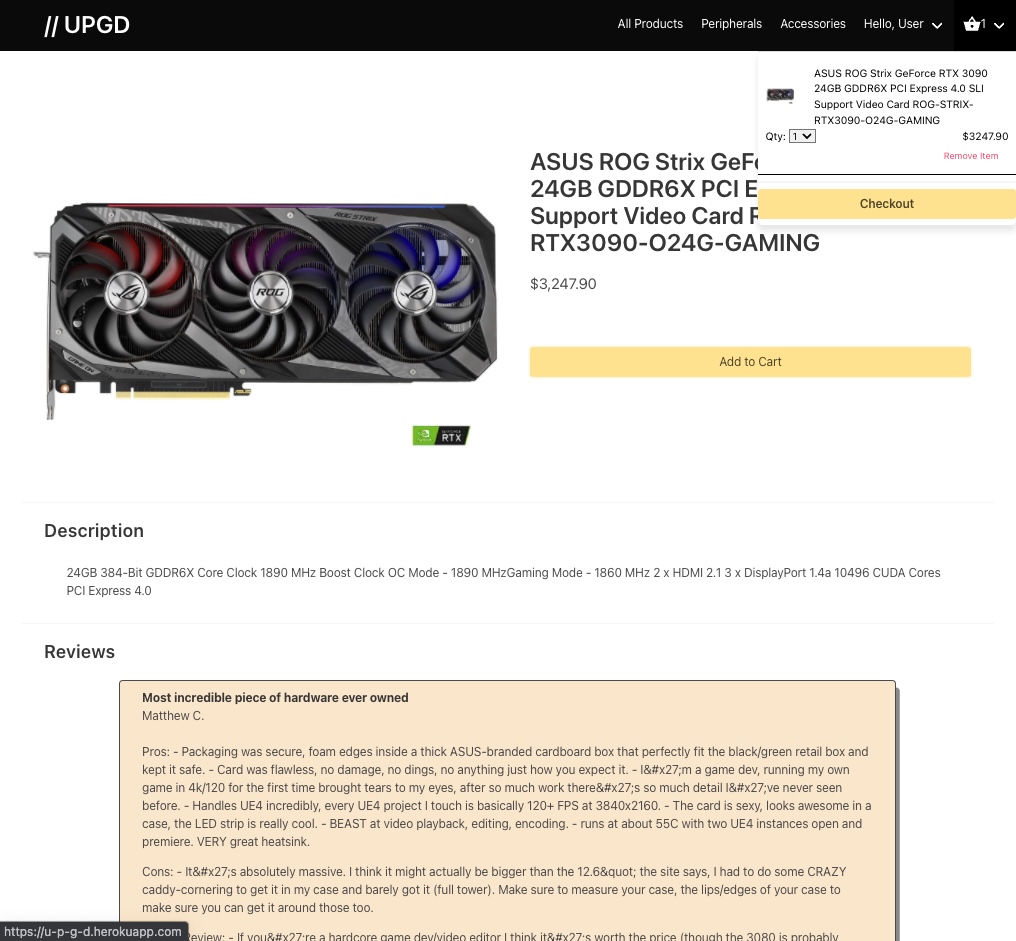 // UPGD
All Products
Peripherals
Accessories
Hello, User
1
ASUS ROG Strix GeForce RTX 3090
24GB GDDR6X PCI Express 4.0 SLI
Support Video Card ROG-STRIX-
RTX3090-O24G-GAMING
Qty: 1
$3247.90
Remove Item
Checkout
ASUS ROG Strix GeFo
24GB GDDR6X PCI E
Support Video Card R
RTX3090-O24G-GAMING
$3,247.90
Add to Cart
ROG STRIX
ROG
RTX
Description
24GB 384-Bit GDDR6X Core Clock 1890 MHz Boost Clock OC Mode - 1890 MHzGaming Mode - 1860 MHz 2 x HDMI 2.1 3 x DisplayPort 1.4a 10496 CUDA Cores
PCI Express 4.0
Reviews
Most incredible piece of hardware ever owned
Matthew C.
Pros: - Packaging was secure, foam edges inside a thick ASUS-branded cardboard box that perfectly fit the black/green retail box and
kept it safe. - Card was flawless, no damage, no dings, no anything just how you expect it. - I&#x27;m a game dev, running my own
game in 4k/120 for the first time brought tears to my eyes, after so much work there&#x27;s so much detail I&#x27;ve never seen
before. - Handles UE4 incredibly, every UE4 project I touch is basically 120+ FPS at 3840x2160. - The card is sexy, looks awesome in a
case, the LED strip is really cool. - BEAST at video playback, editing, encoding. - runs at about 55C with two UE4 instances open and
premiere. VERY great heatsink.
Cons: - It&#x27;s absolutely massive. I think it might actually be bigger than the 12.6&quot; the site says, I had to do some CRAZY
caddy-cornering to get it in my case and barely got it (full tower). Make sure to measure your case, the lips/edges of your case to
make sure you can get it around those too.
Review: - If you&#x27;re a hardcore game dev/video editor I think it&#x27;s worth the price (though the 3080 is probably
https://u-p-g-d.herokuapp.com